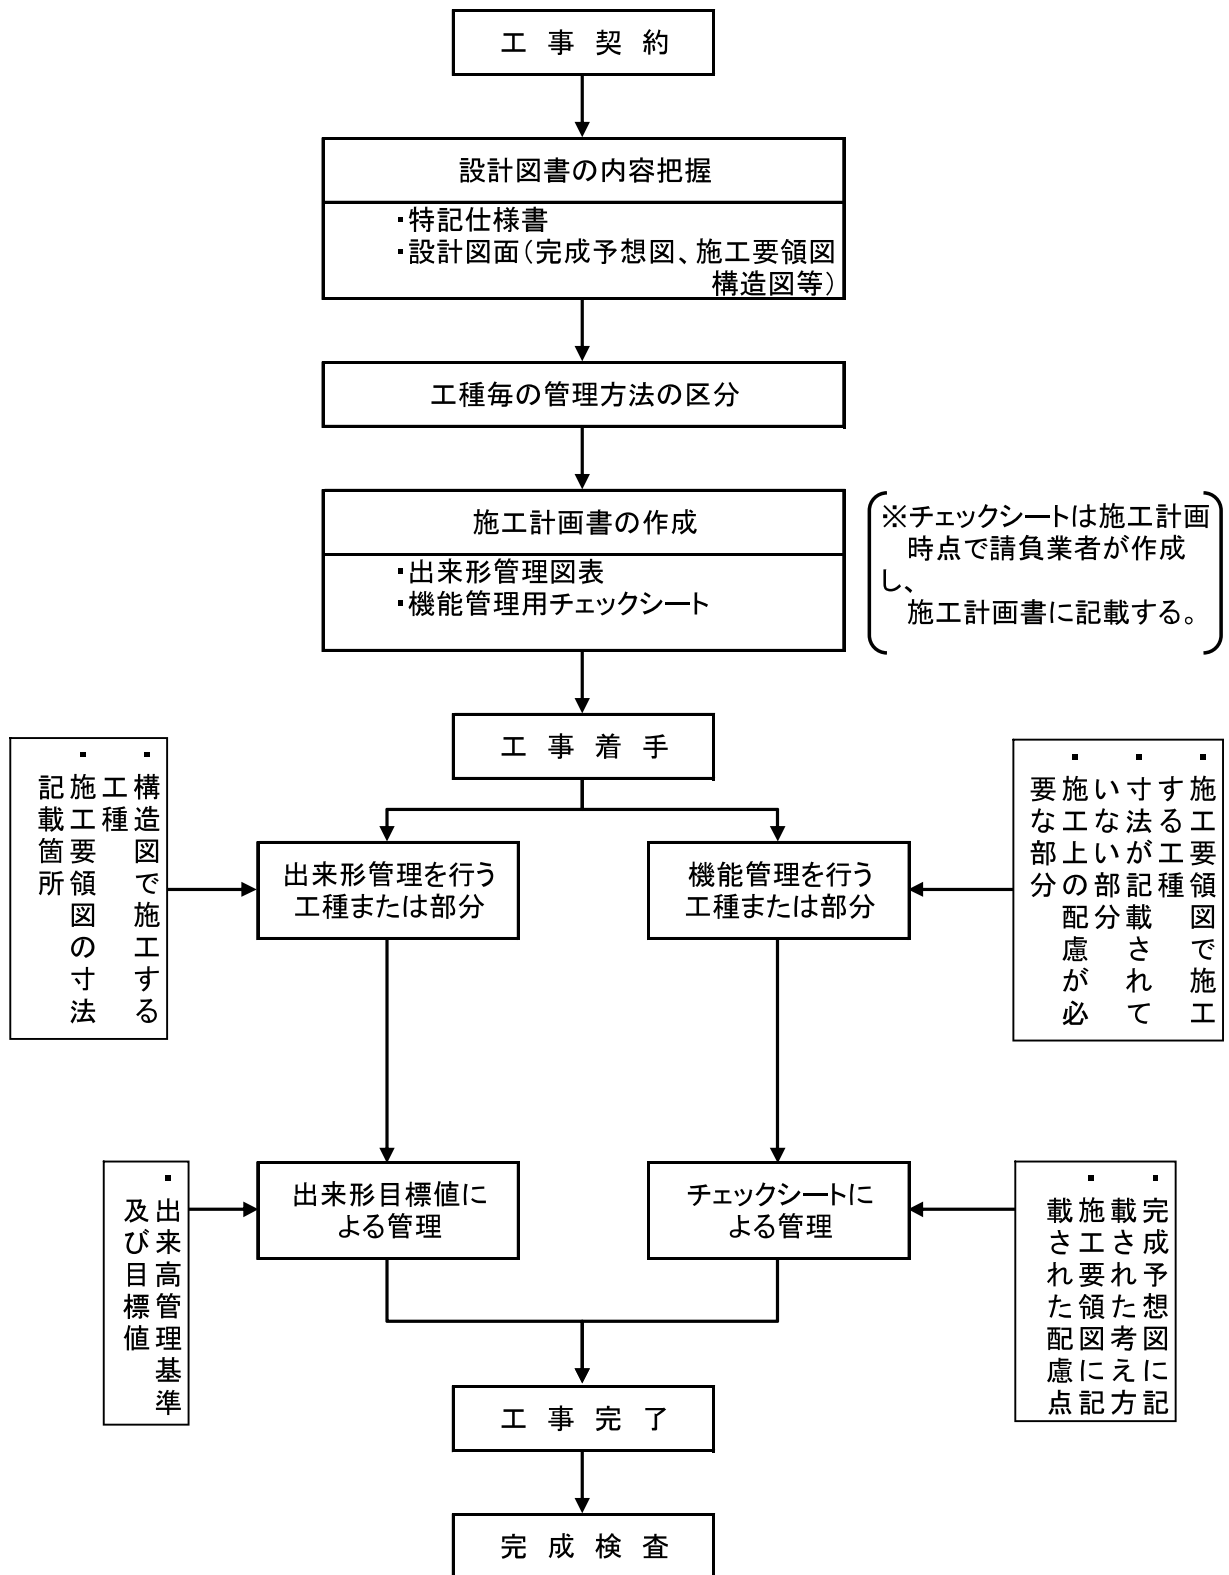 工 事 契 約
設計図書の内容把握
・特記仕様書
・設計図面(完成予想図、施工要領図
構造図等)
工種毎の管理方法の区分
施工計画書の作成
・出来形管理図表
・機能管理用チェックシート
※チェックシートは施工計画
時点で請負業者が作成
し、
施工計画書に記載する。
工 事 着 手
・構造図で施工する
工種
・施工要領図の寸法
記載箇所
出来形管理を行う
工種または部分
機能管理を行う
工種または部分
・施工要領図で施工
する工種
・寸法が記載されて
いない部分
・施工上の配慮が必
要な部分
・出来高管理基準
及び目標値
出来形目標値に
よる管理
チェックシートに
よる管理
・完成予想図に記
載された考え方
・施工要領図に記
載された配慮点
工 事 完 了
完 成 検 査